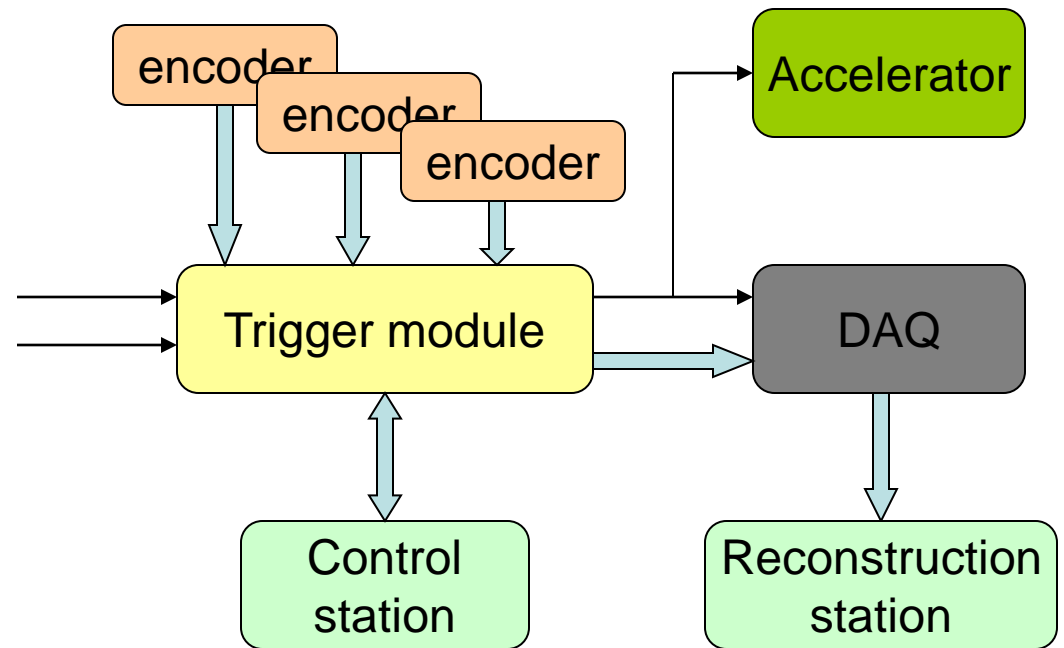 encoder
encoder
encoder
Accelerator
Trigger module
DAQ
Control
station
Reconstruction
station